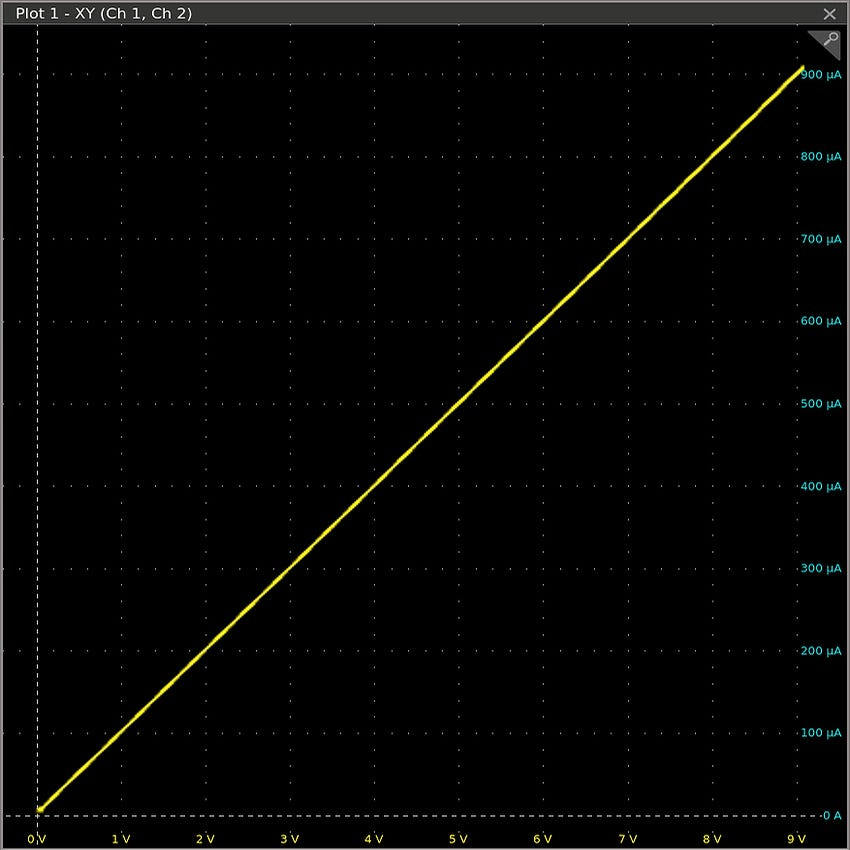 Plot 1 - XY (Ch 1, Ch 2)
900 µA
800 µA
700 µA
600 µA
500 µA
400 µA
300 µA
200 µA
100 µA
0 A
0 V 1 V 2 V 3 V 4 V 5 V 6 V 7 V 8 V 9 V